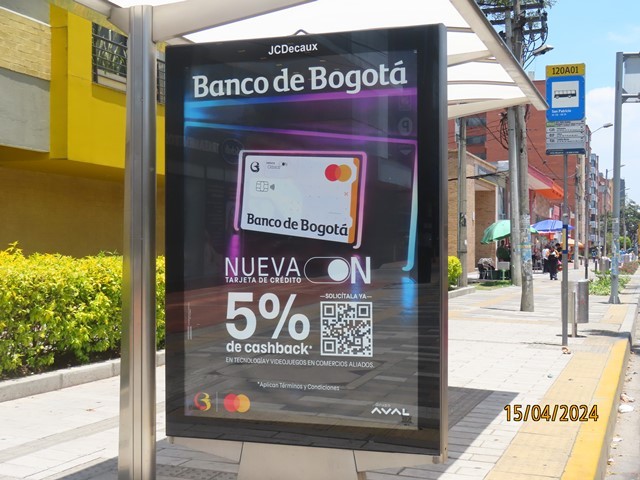 JCDecaux
Banco de Bogotá
Banco de Bogotá
NUEVA ON
TARJETA DE CRÉDITO
5%
de cashback*
SOLICÍTALA YA
EN TECNOLOGÍA Y VIDEOJUEGOS EN COMERCIOS ALIADOS.
*Aplican Términos y Condiciones
AVAL
120A01
15/04/2024